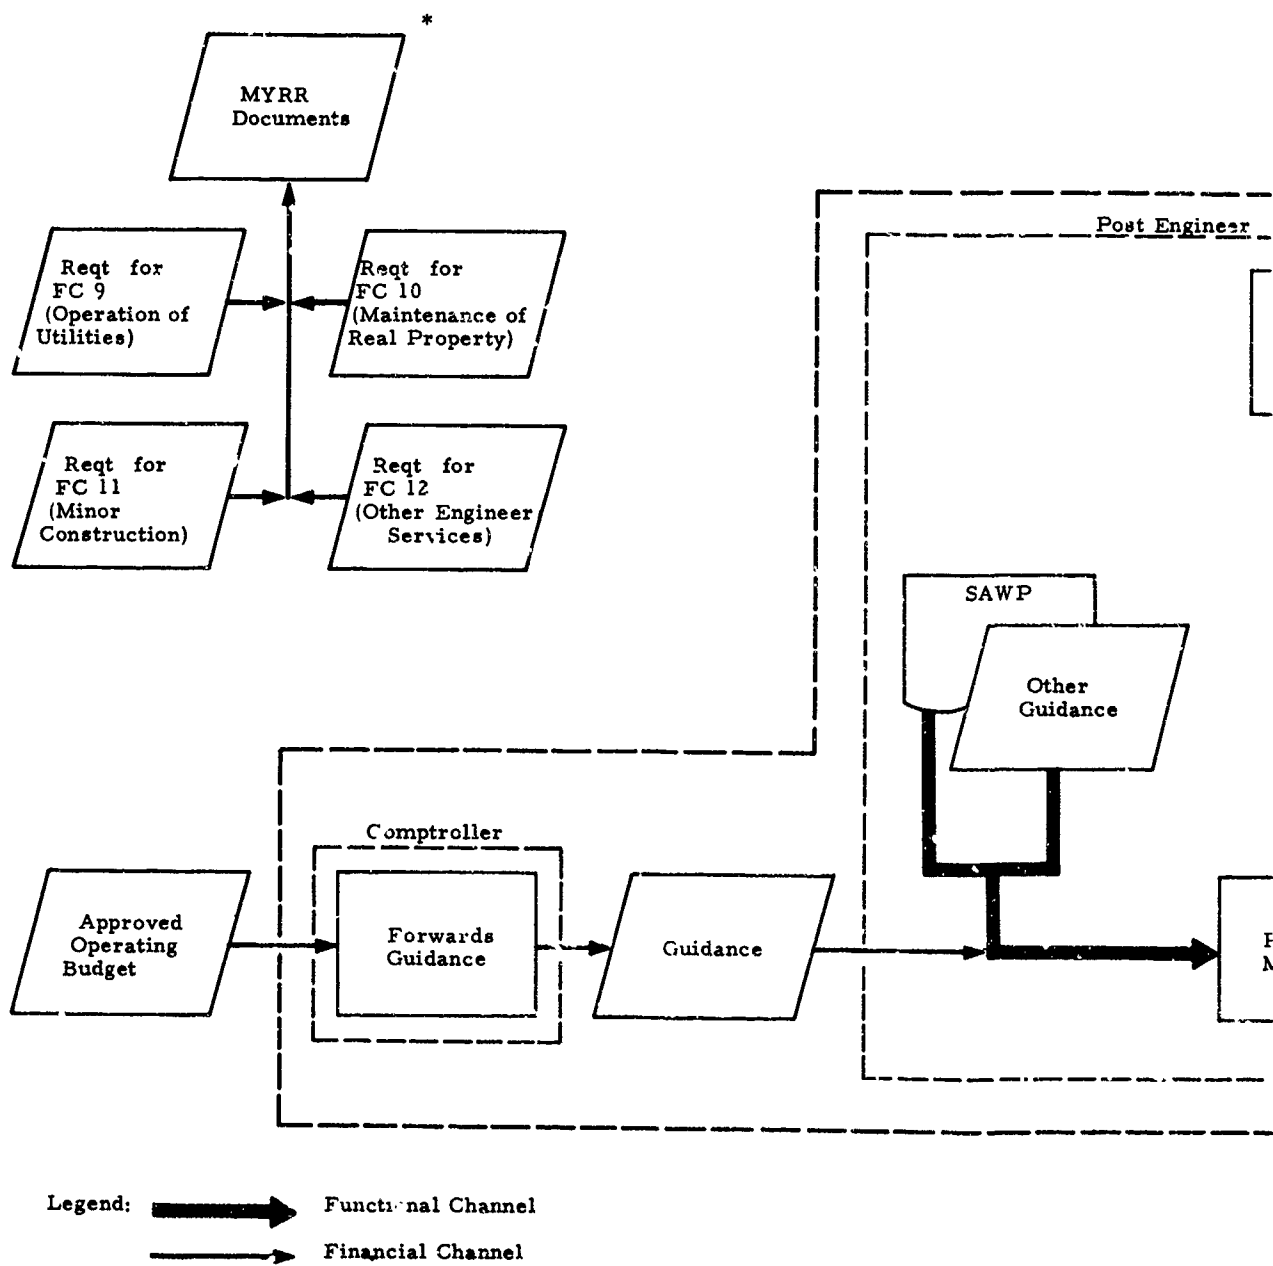 *
MYRR
Documents
Reqt for
FC 9
(Operation of
Utilities)
Reqt for
FC 10
(Maintenance of
Real Property)
Reqt for
FC 11
(Minor
Construction)
Reqt for
FC 12
(Other Engineer
Services)
Post Engineer
SAWP
Other
Guidance
Comptroller
Approved
Operating
Budget
Forwards
Guidance
Guidance
Legend:
Functional Channel
Financial Channel